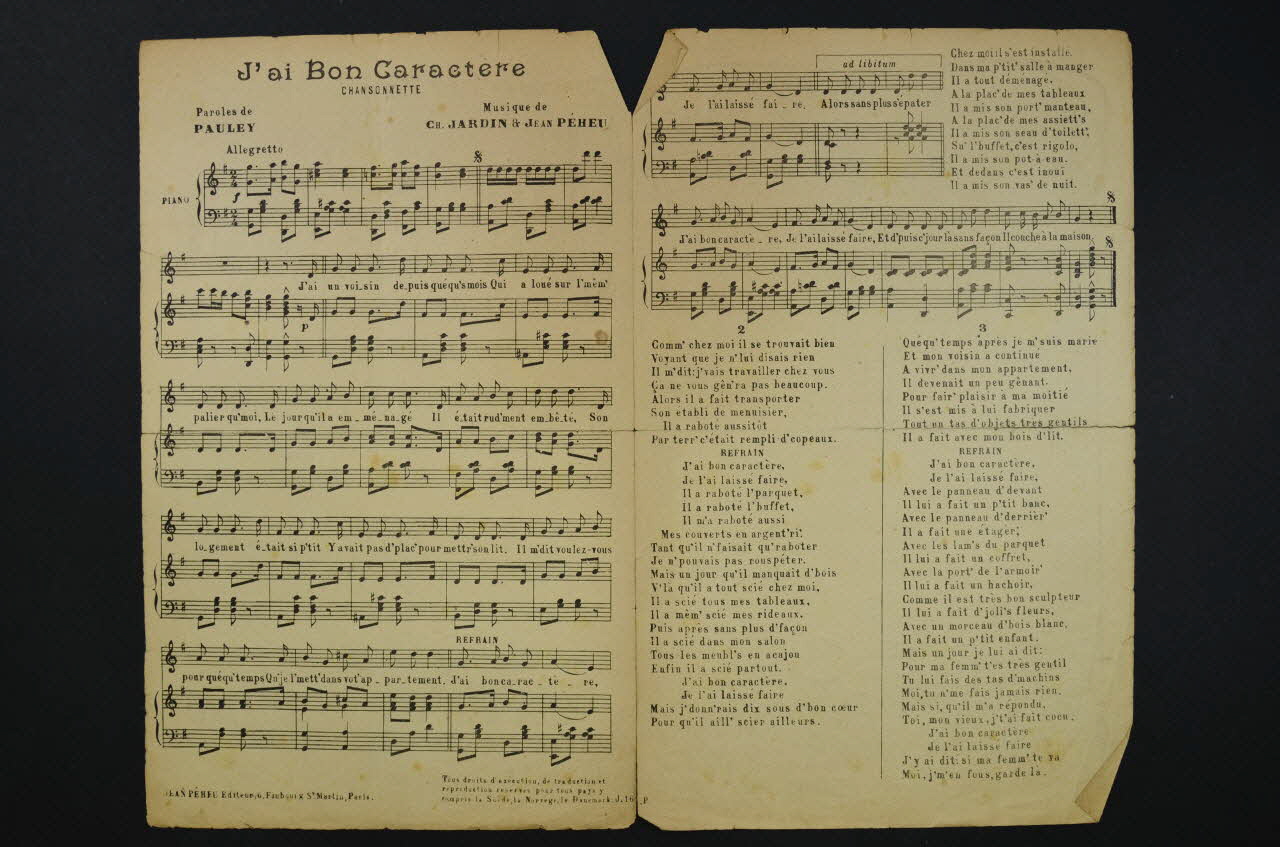 J'ai Bon Caractère
CHANSONNETTE
Paroles de
PAULEY
Musique de
CH. JARDIN & JEAN PÉHEU
Allegretto
PIANO
f
J'ai un voi_sin de_puis quéqu's mois Qui a loué sur l'mêm'
p
palier qu'moi, Le jour qu'il a em_mé_na_gé Il é_tait rud'ment em_bê_té, Son
lo_gement é_tait si p'tit Y avait pas d'plac' pour mettr' son lit. Il m'dit voulez-vous
REFRAIN
pour quéqu' temps Qu'je l'mett' dans vot' ap_par_tement. J'ai bon ca_rac_tè_re,
JEAN PÉHEU Editeur, 6, Faubourg St Martin, Paris.
Tous droits d'exécution, de traduction et
reproduction réservés pour tous pays y
compris la Suède, la Norvège, le Danemark. J. 16 P.
ad libitum
Je l'ai laissé fai_re. Alors sans plus s'épater
Chez moi il s'est installé.
Dans ma p'tit' salle à manger
Il a tout déménagé,
A la plac' de mes tableaux
Il a mis son port' manteau,
A la plac' de mes assiett's
Il a mis son seau d'toilett',
Su' l'buffet, c'est rigolo,
Il a mis son pot à eau.
Et dedans c'est inouï
Il a mis son vas' de nuit.
J'ai bon caractè_re, Je l'ai laissé faire, Et d'puis c'jour là sans façon Il couche à la maison.
2
Comm' chez moi il se trouvait bien
Voyant que je n'lui disais rien
Il m'dit: j'vais travailler chez vous
Ça ne vous gên'ra pas beaucoup.
Alors il a fait transporter
Son établi de menuisier,
Il a raboté aussitôt
Par terr' c'était rempli d'copeaux.
REFRAIN
J'ai bon caractère,
Je l'ai laissé faire,
Il a raboté l'parquet,
Il a raboté l'buffet,
Il m'a raboté aussi
Mes couverts en argent'ri'.
Tant qu'il n'faisait qu'raboter
Je n'pouvais pas rouspéter.
Mais un jour qu'il manquait d'bois
V'là qu'il a tout scié chez moi,
Il a scié tous mes tableaux,
Il a mêm' scié mes rideaux.
Puis après sans plus d'façon
Il a scié dans mon salon
Tous les meubl's en acajou
Enfin il a scié partout.
J'ai bon caractère,
Je l'ai laissé faire
Mais j'donn'rais dix sous d'bon cœur
Pour qu'il aill' scier ailleurs.
3
Quéqu' temps après je m'suis marié
Et mon voisin a continué
A vivr' dans mon appartement,
Il devenait un peu gênant.
Pour fair' plaisir à ma moitié
Il s'est mis à lui fabriquer
Tout un tas d'objets très gentils
Il a fait avec mon bois d'lit.
REFRAIN
J'ai bon caractère,
Je l'ai laissé faire,
Avec le panneau d'devant
Il lui a fait un p'tit banc,
Avec le panneau d'derrièr'
Il a fait une étagèr',
Avec les lam's du parquet
Il lui a fait un coffret,
Avec la port' de l'armoir'
Il lui a fait un hachoir,
Comme il est très bon sculpteur
Il lui a fait d'joli's fleurs,
Avec un morceau d'bois blanc,
Il a fait un p'tit enfant.
Mais un jour je lui ai dit:
Pour ma femm' t'es très gentil
Tu lui fais des tas d'machins
Moi, tu n'me fais jamais rien.
Mais si, qu'il m'a répondu,
Toi, mon vieux, j't'ai fait cocu.
J'ai bon caractère
Je l'ai laissé faire
J'y ai dit: si ma femm' te va
Moi, j'm'en fous, garde là.